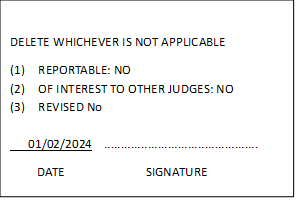 DELETE WHICHEVER IS NOT APPLICABLE
(1) REPORTABLE: NO
(2) OF INTEREST TO OTHER JUDGES: NO
(3) REVISED No
01/02/2024 ..............................................
DATE SIGNATURE